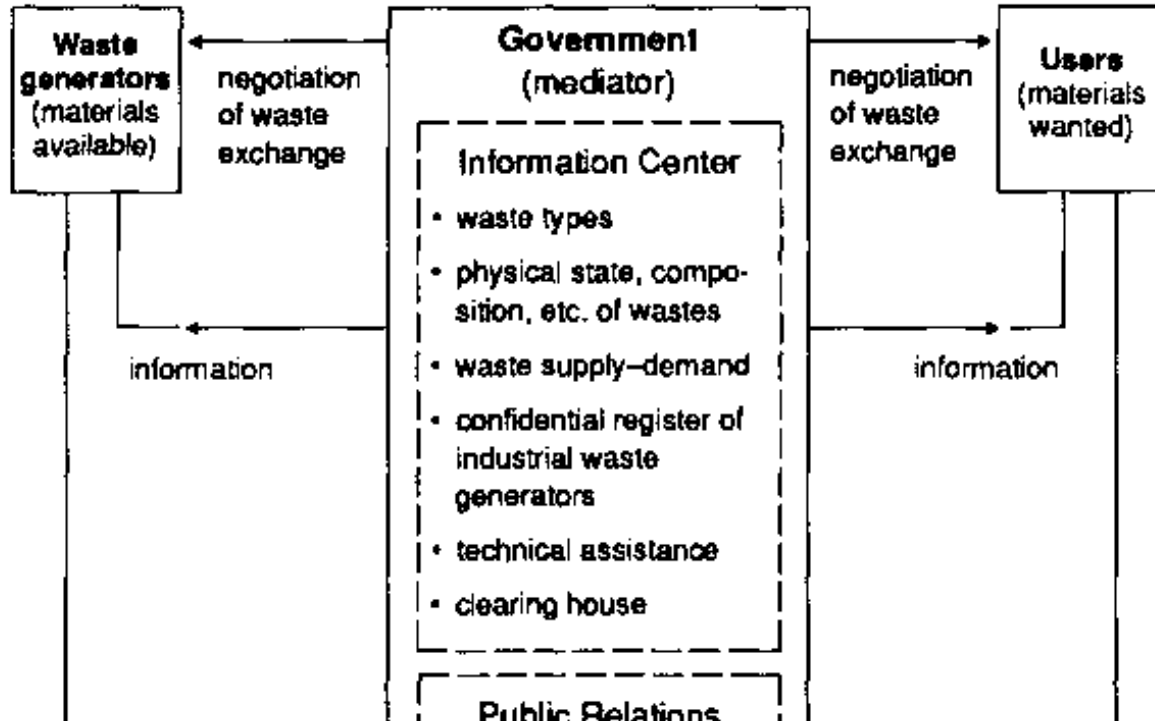 Waste
generators
(materials
available)
negotiation
of waste
exchange
Government
(mediator)
negotiation
of waste
exchange
Users
(materials
wanted)
Information Center
• waste types
• physical state, compo-
sition, etc. of wastes
• waste supply–demand
• confidential register of
industrial waste
generators
• technical assistance
• clearing house
information
information
Public Relations